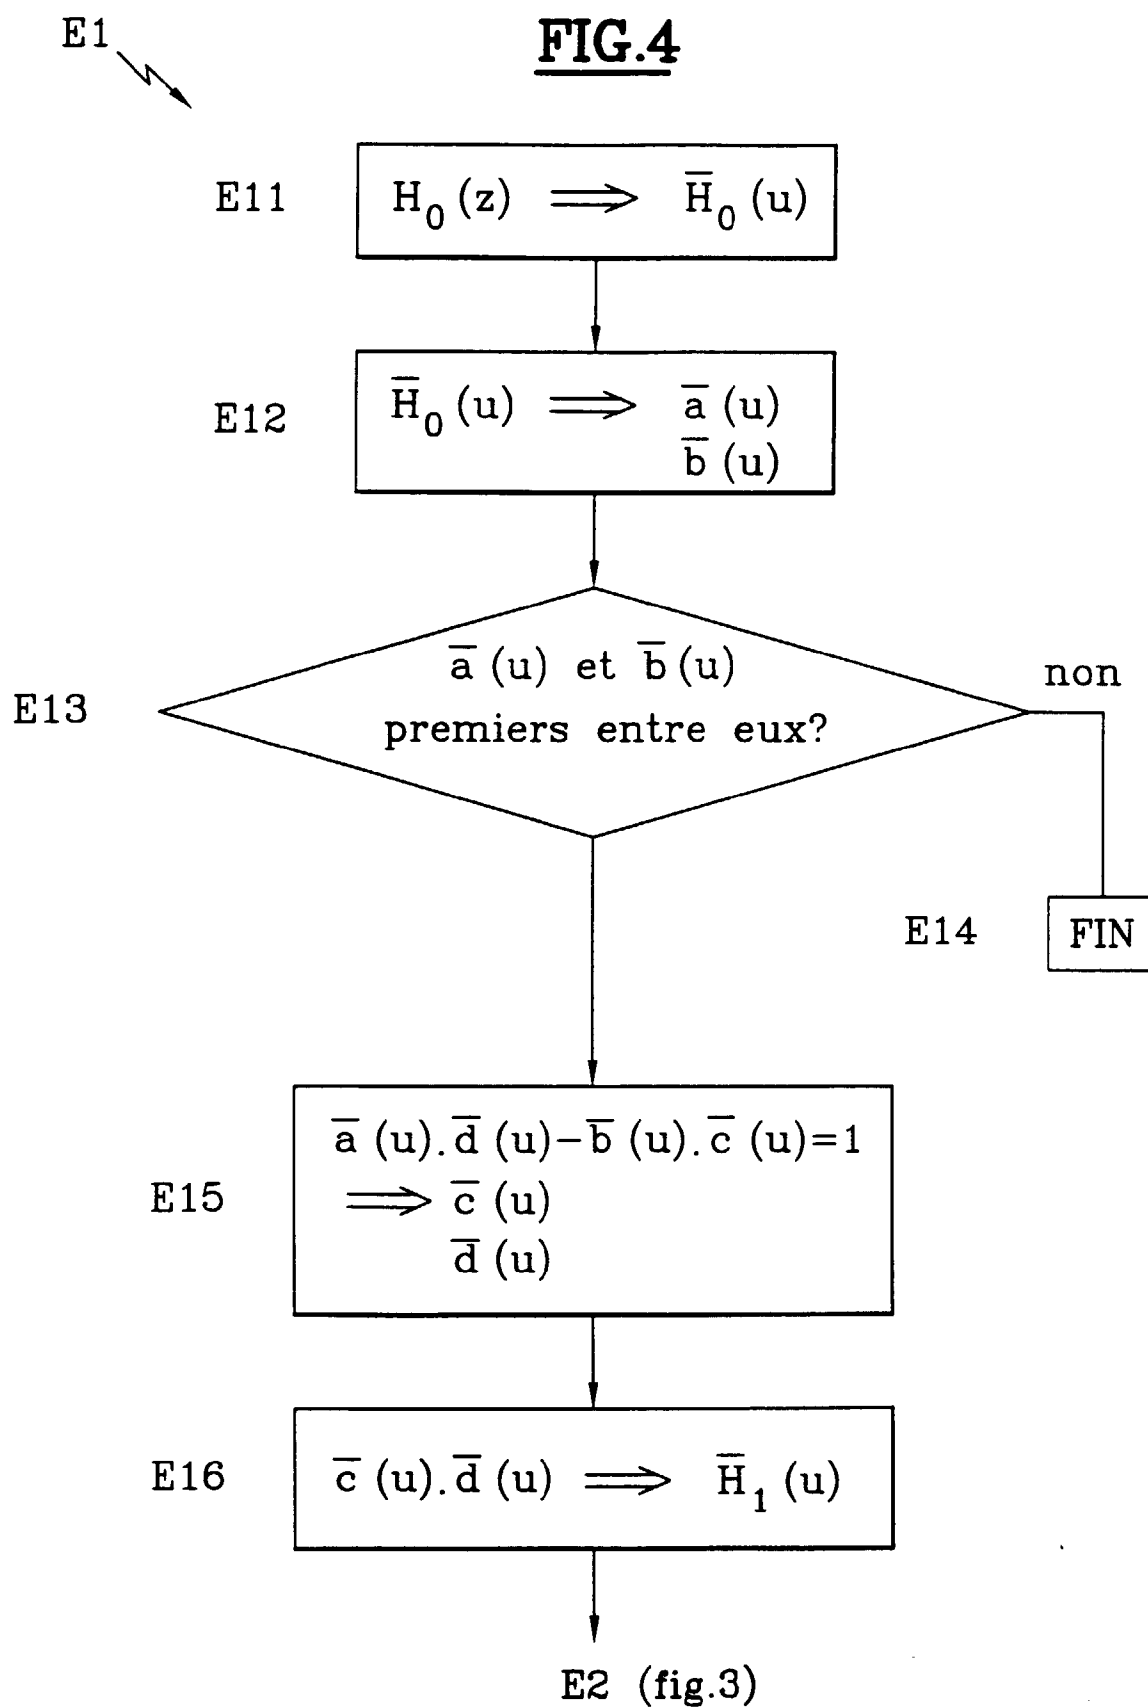 FIG.4
E1
E11
H₀(z) ⟹ H̅₀(u)
E12
H̅₀(u) ⟹ a̅(u)
b̅(u)
a̅(u) et b̅(u)
non
E13
premiers entre eux?
E14
FIN
a̅(u).d̅(u)-b̅(u).c̅(u)=1
E15
⟹ c̅(u)
d̅(u)
E16
c̅(u).d̅(u) ⟹ H̅₁(u)
E2 (fig.3)